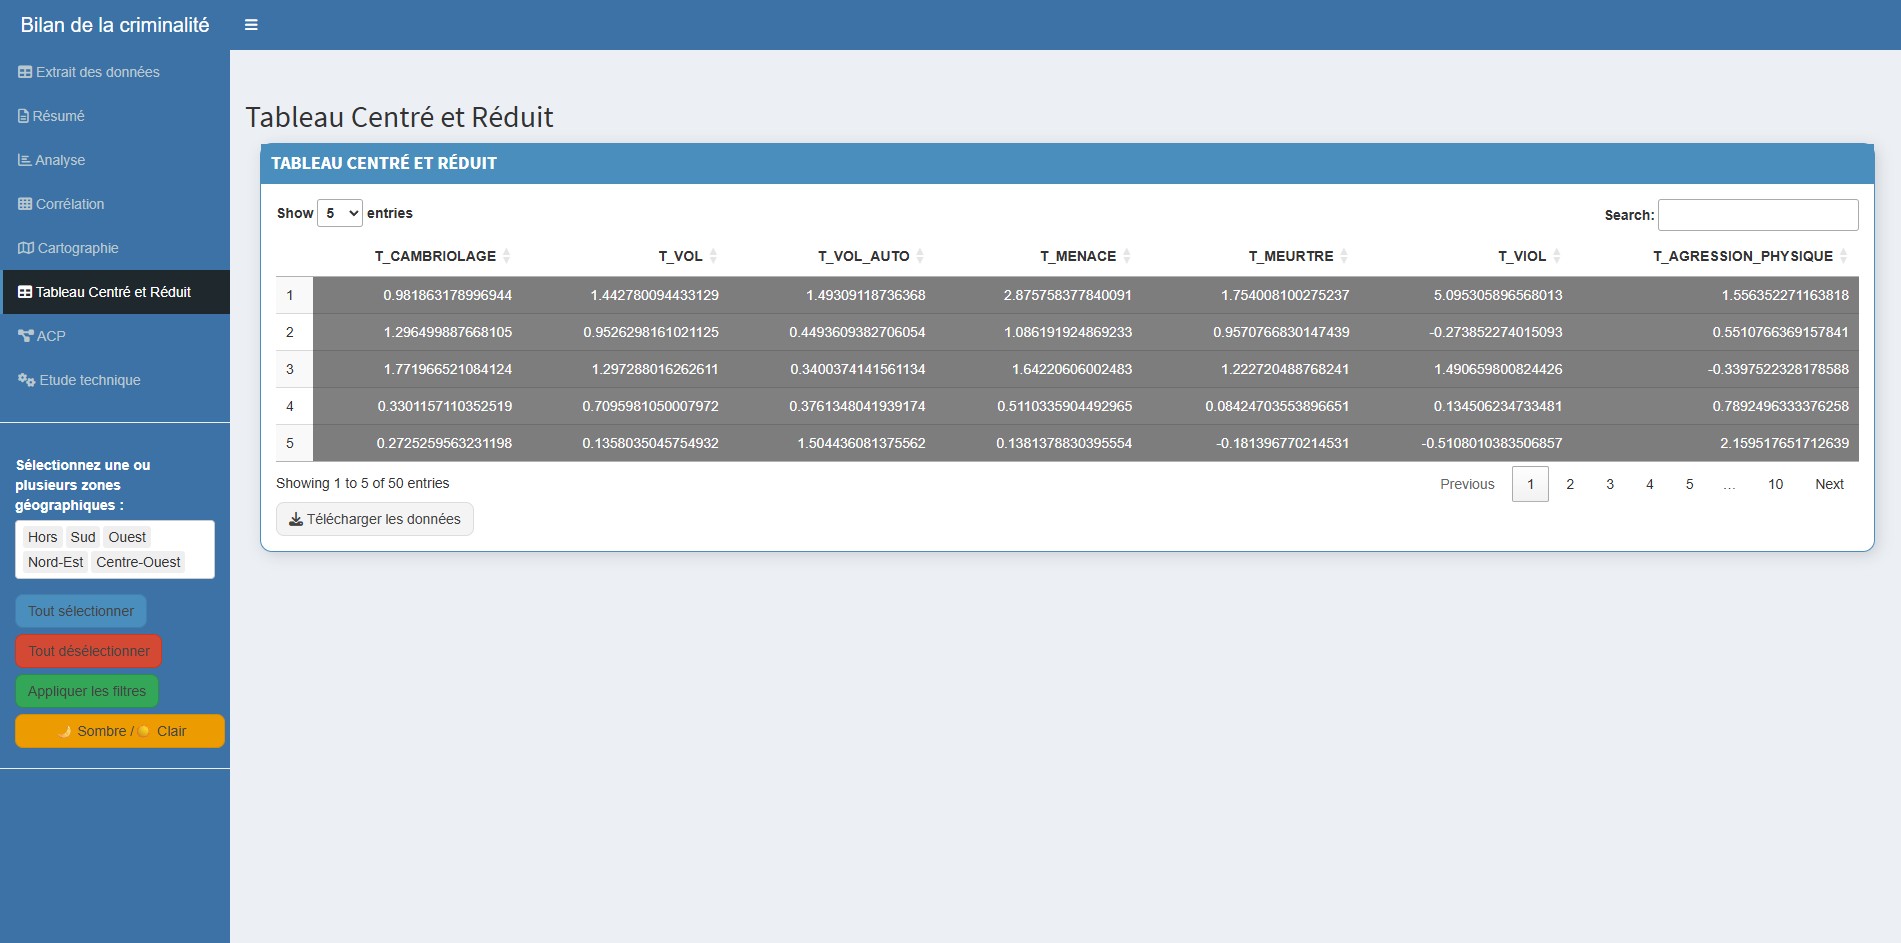 Bilan de la criminalité
Extrait des données
Résumé
Analyse
Corrélation
Cartographie
Tableau Centré et Réduit
ACP
Etude technique
Sélectionnez une ou
plusieurs zones
géographiques :
Hors Sud Ouest
Nord-Est Centre-Ouest
Tout sélectionner
Tout désélectionner
Appliquer les filtres
Sombre / Clair
Tableau Centré et Réduit
TABLEAU CENTRÉ ET RÉDUIT
Show 5 entries
Search:
T_CAMBRIOLAGE T_VOL T_VOL_AUTO T_MENACE T_MEURTRE T_VIOL T_AGRESSION_PHYSIQUE
1 0.981863178996944 1.442780094433129 1.49309118736368 2.875758377840091 1.754008100275237 5.095305896568013 1.556352271163818
2 1.296499887668105 0.9526298161021125 0.4493609382706054 1.086191924869233 0.9570766830147439 -0.273852274015093 0.5510766369157841
3 1.771966521084124 1.297288016262611 0.3400374141561134 1.64220606002483 1.222720488768241 1.490659800824426 -0.3397522328178588
4 0.3301157110352519 0.7095981050007972 0.3761348041939174 0.5110335904492965 0.08424703553896651 0.134506234733481 0.7892496333376258
5 0.2725259563231198 0.1358035045754932 1.504436081375562 0.1381378830395554 -0.181396770214531 -0.5108010383506857 2.159517651712639
Showing 1 to 5 of 50 entries
Previous 1 2 3 4 5 … 10 Next
Télécharger les données